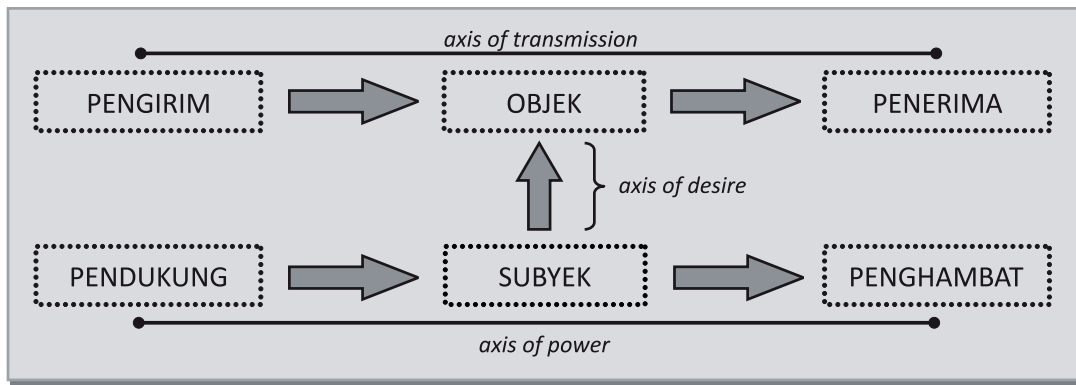 axis of transmission
PENGIRIM
OBJEK
PENERIMA
axis of desire
PENDUKUNG
SUBYEK
PENGHAMBAT
axis of power